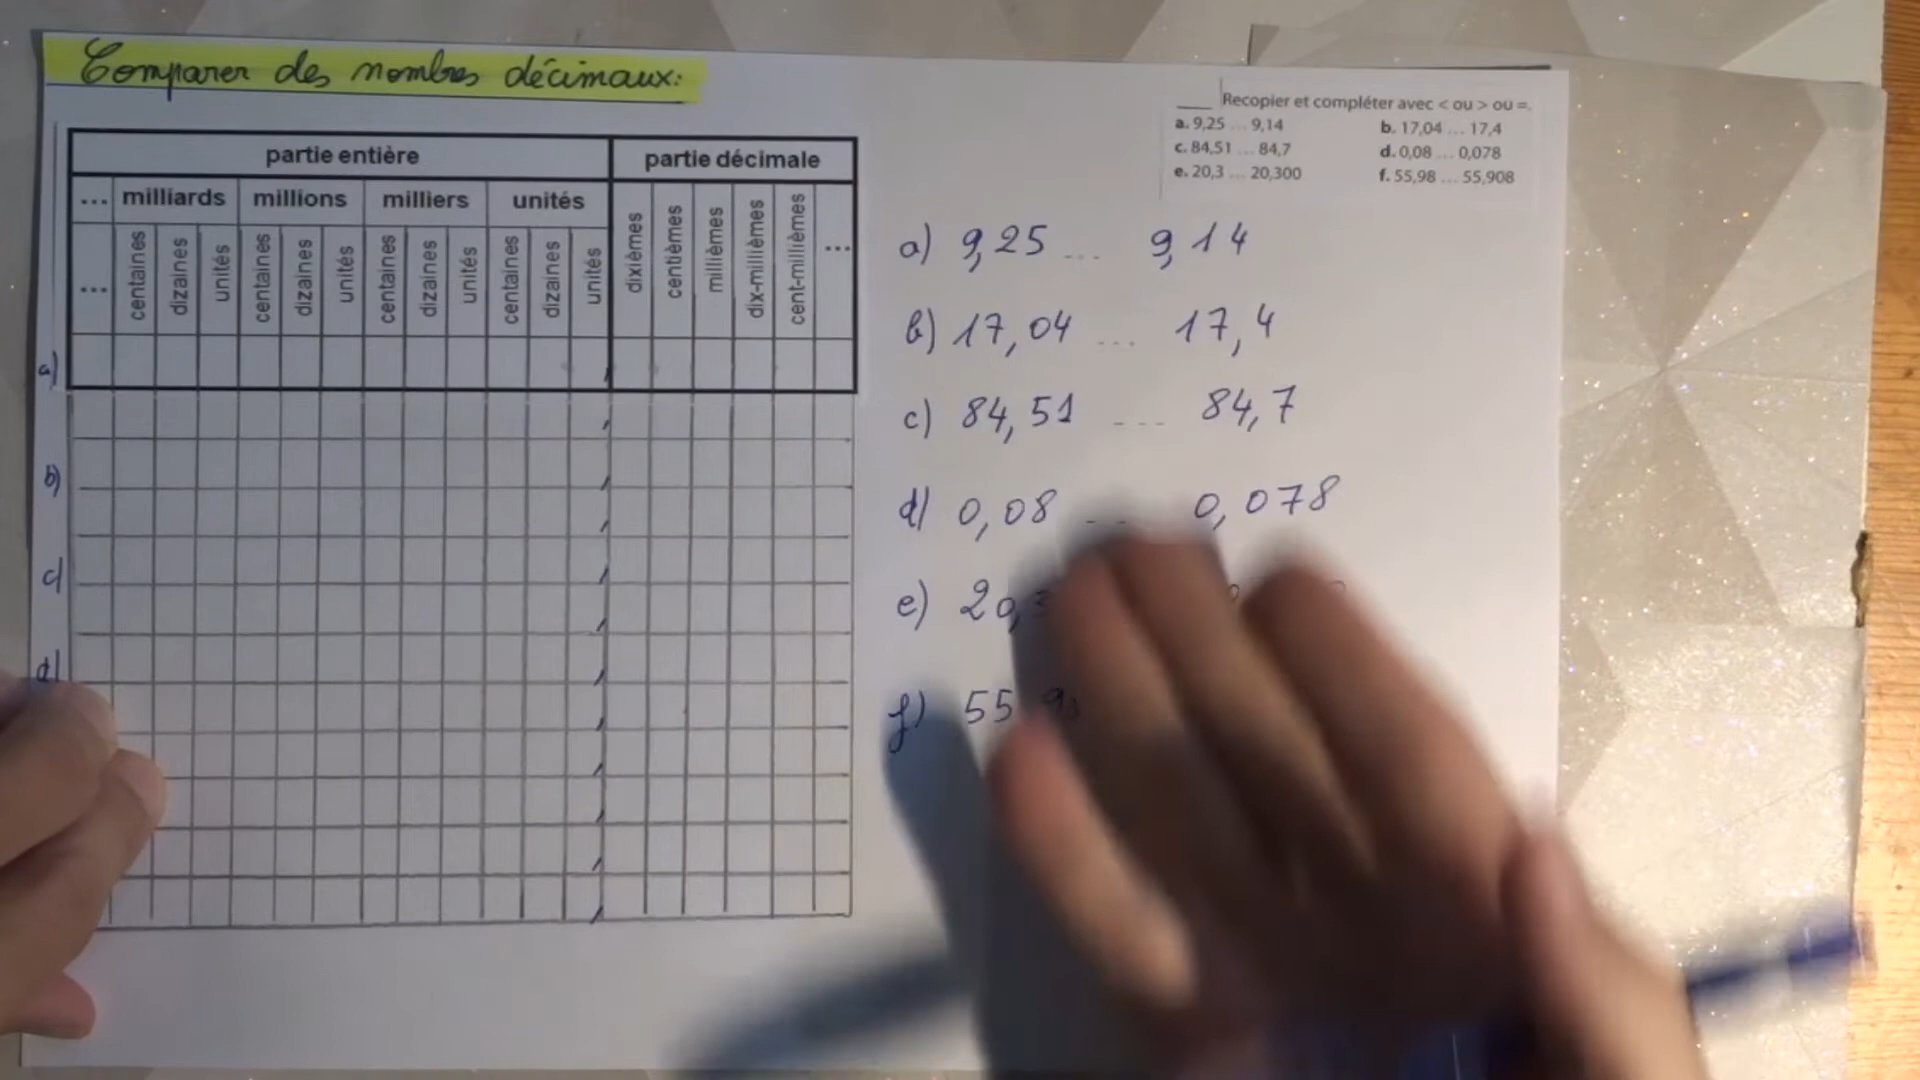 Comparer des nombres décimaux:
____ Recopier et compléter avec < ou > ou =.
a. 9,25 ... 9,14
b. 17,04 ... 17,4
c. 84,51 ... 84,7
d. 0,08 ... 0,078
e. 20,3 ... 20,300
f. 55,98 ... 55,908
partie entière
partie décimale
... milliards millions milliers unités
... centaines dizaines unités centaines dizaines unités centaines dizaines unités centaines dizaines unités dixièmes centièmes millièmes dix-millièmes cent-millièmes ...
a)
b)
c)
d)
a) 9,25 ... 9,14
b) 17,04 ... 17,4
c) 84,51 ... 84,7
d) 0,08 ... 0,078
e) 20,3
f) 55